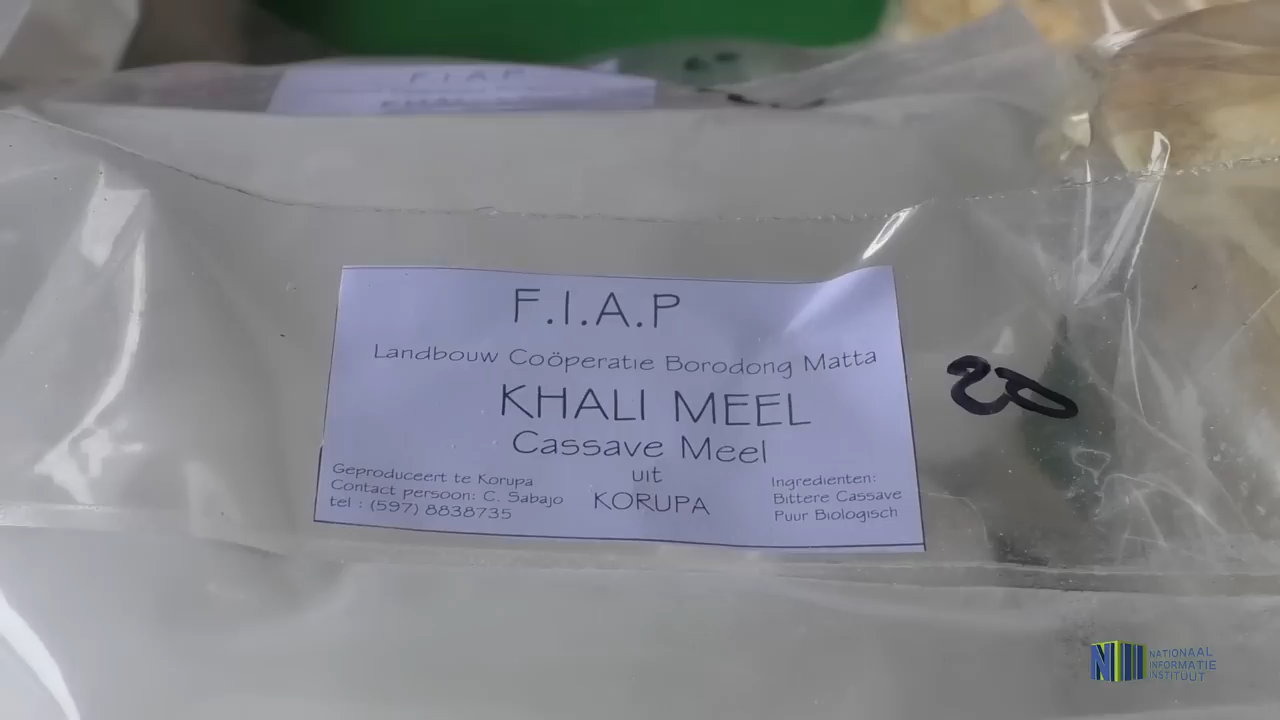 F I A P
F.I.A.P
Landbouw Coöperatie Borodong Matta
KHALI MEEL
Cassave Meel
uit
KORUPA
Geproduceert te Korupa
Contact persoon: C. Sabajo
tel : (597) 8838735
Ingredienten:
Bittere Cassave
Puur Biologisch
20
NATIONAAL
INFORMATIE
INSTITUUT